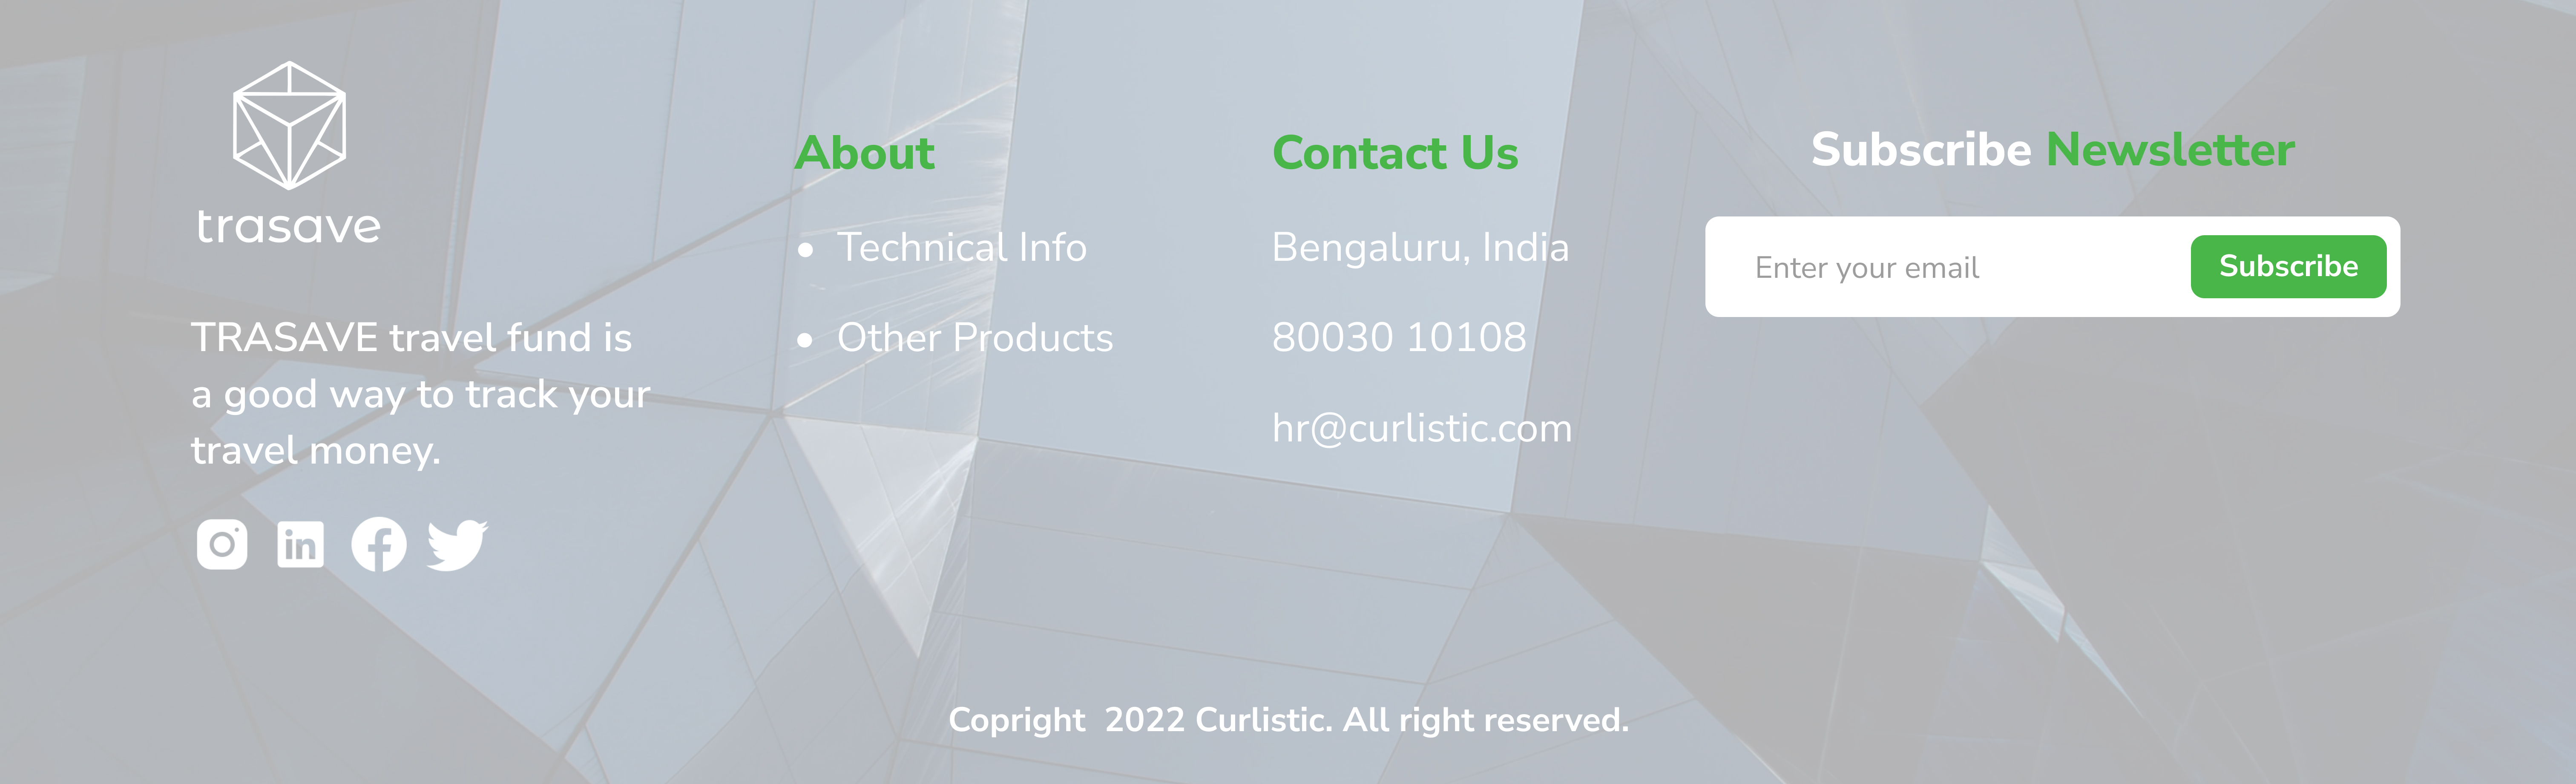 trasave
TRASAVE travel fund is
a good way to track your
travel money.
About
• Technical Info
• Other Products
Contact Us
Bengaluru, India
80030 10108
hr@curlistic.com
Subscribe Newsletter
Enter your email
Subscribe
Copright 2022 Curlistic. All right reserved.